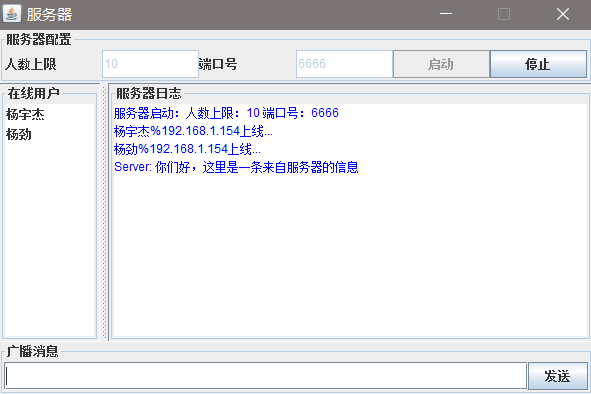 服务器
服务器配置
人数上限 10 端口号 6666 启动 停止
在线用户
杨宇杰
杨劲
服务器日志
服务器启动：人数上限：10 端口号：6666
杨宇杰%192.168.1.154上线...
杨劲%192.168.1.154上线...
Server: 你们好，这里是一条来自服务器的信息
广播消息
发送